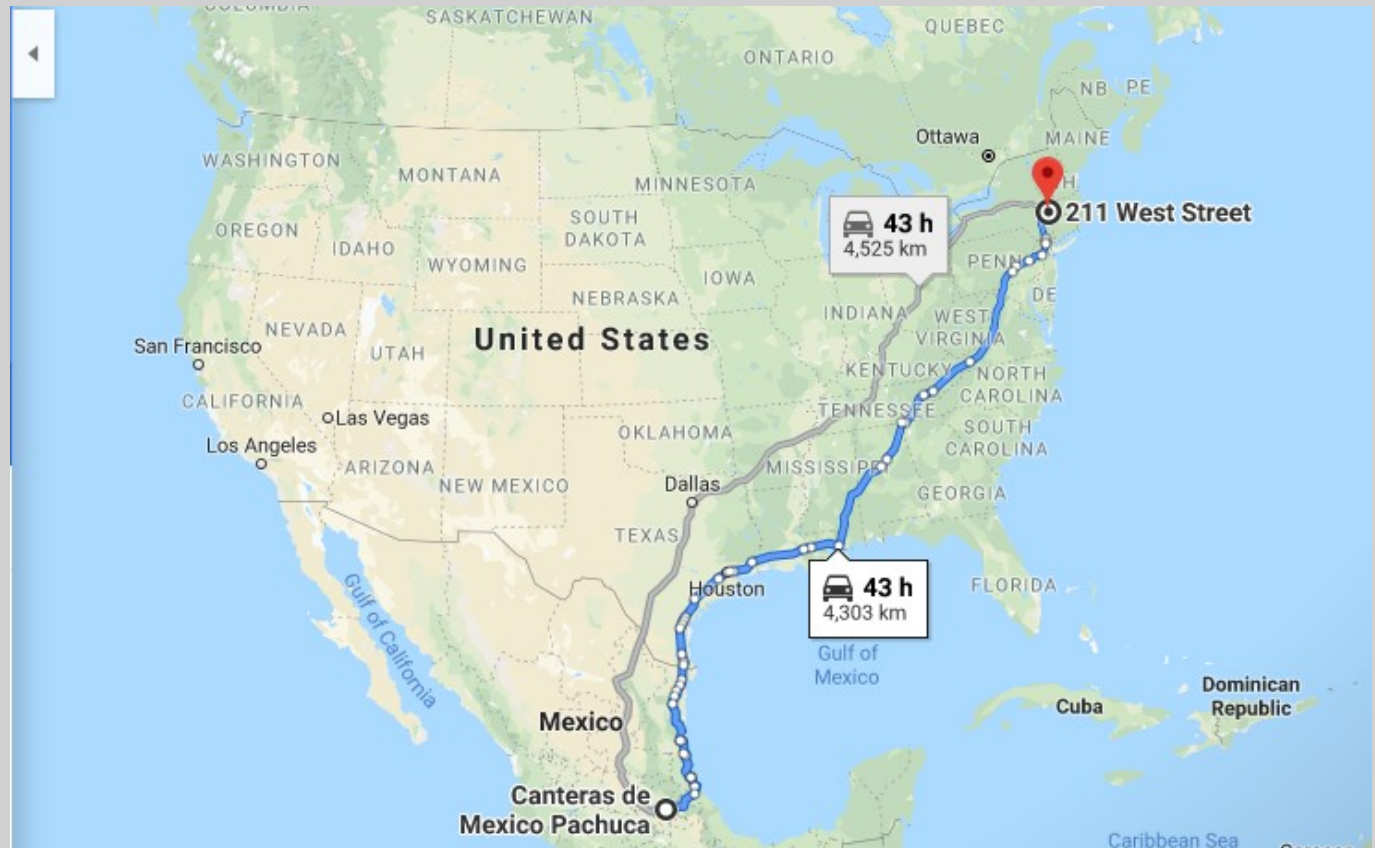 COLUMBIA
SASKATCHEWAN
QUEBEC
ONTARIO
NB PE
Ottawa
MAINE
WASHINGTON
MONTANA
MINNESOTA
H
43 h
4,525 km
211 West Street
OREGON
SOUTH
DAKOTA
IDAHO
WYOMING
PENN
IOWA
NEBRASKA
DE
INDIANA
WEST
VIRGINIA
NEVADA
United States
San Francisco
UTAH
KENTUCKY
NORTH
CAROLINA
CALIFORNIA
TENNESSEE
Las Vegas
OKLAHOMA
SOUTH
CAROLINA
Los Angeles
ARIZONA
MISSISSIPPI
NEW MEXICO
Dallas
GEORGIA
TEXAS
Houston
43 h
4,303 km
FLORIDA
Gulf of California
Gulf of
Mexico
Dominican
Republic
Cuba
Mexico
Canteras de
Mexico Pachuca
Caribbean Sea